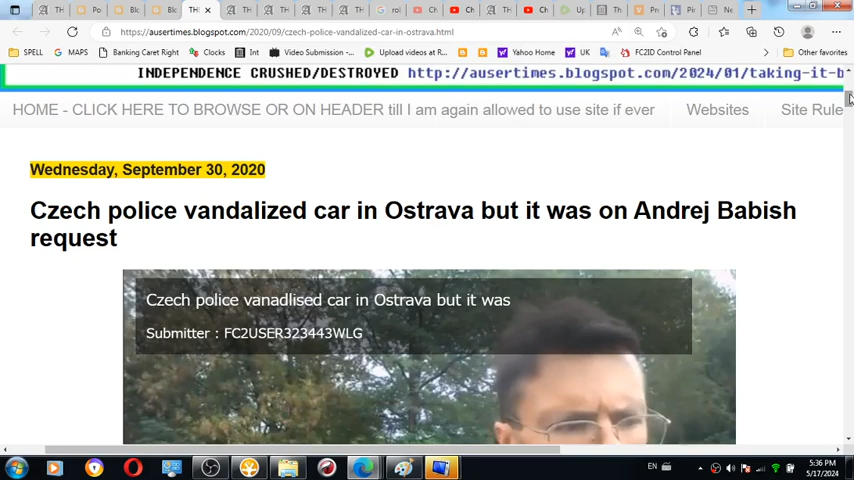 TH
https://ausertimes.blogspot.com/2020/09/czech-police-vandalized-car-in-ostrava.html
SPELL
MAPS
Banking Caret Right
Int
Video Submission -...
Upload videos at R...
Yahoo Home
UK
FC2ID Control Panel
Other favorites
INDEPENDENCE CRUSHED/DESTROYED http://ausertimes.blogspot.com/2024/01/taking-it-b
HOME - CLICK HERE TO BROWSE OR ON HEADER till I am again allowed to use site if ever
Websites
Site Rule
Wednesday, September 30, 2020
Czech police vandalized car in Ostrava but it was on Andrej Babish
request
Czech police vanadlised car in Ostrava but it was
Submitter : FC2USER323443WLG
EN
5:36 PM
5/17/2024